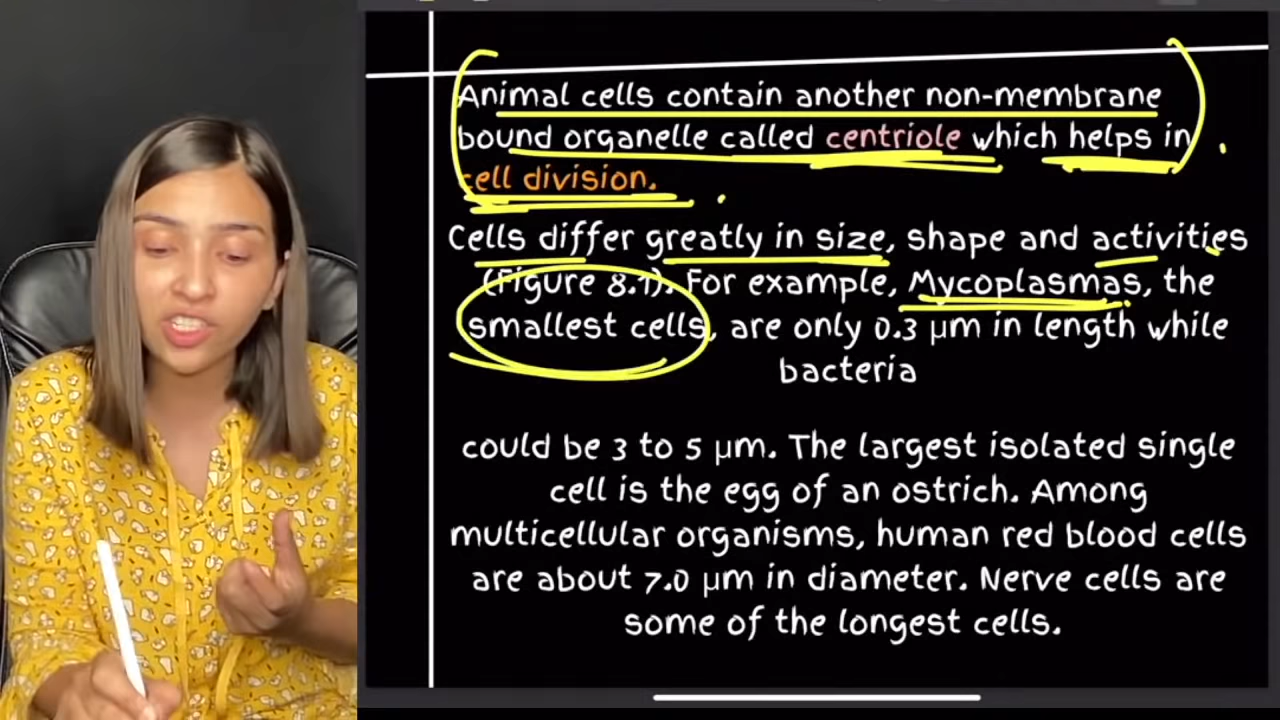 Animal cells contain another non-membrane
bound organelle called centriole which helps in
cell division.
Cells differ greatly in size, shape and activities
(Figure 8.1). For example, Mycoplasmas, the
smallest cells, are only 0.3 μm in length while
bacteria
could be 3 to 5 μm. The largest isolated single
cell is the egg of an ostrich. Among
multicellular organisms, human red blood cells
are about 7.0 μm in diameter. Nerve cells are
some of the longest cells.